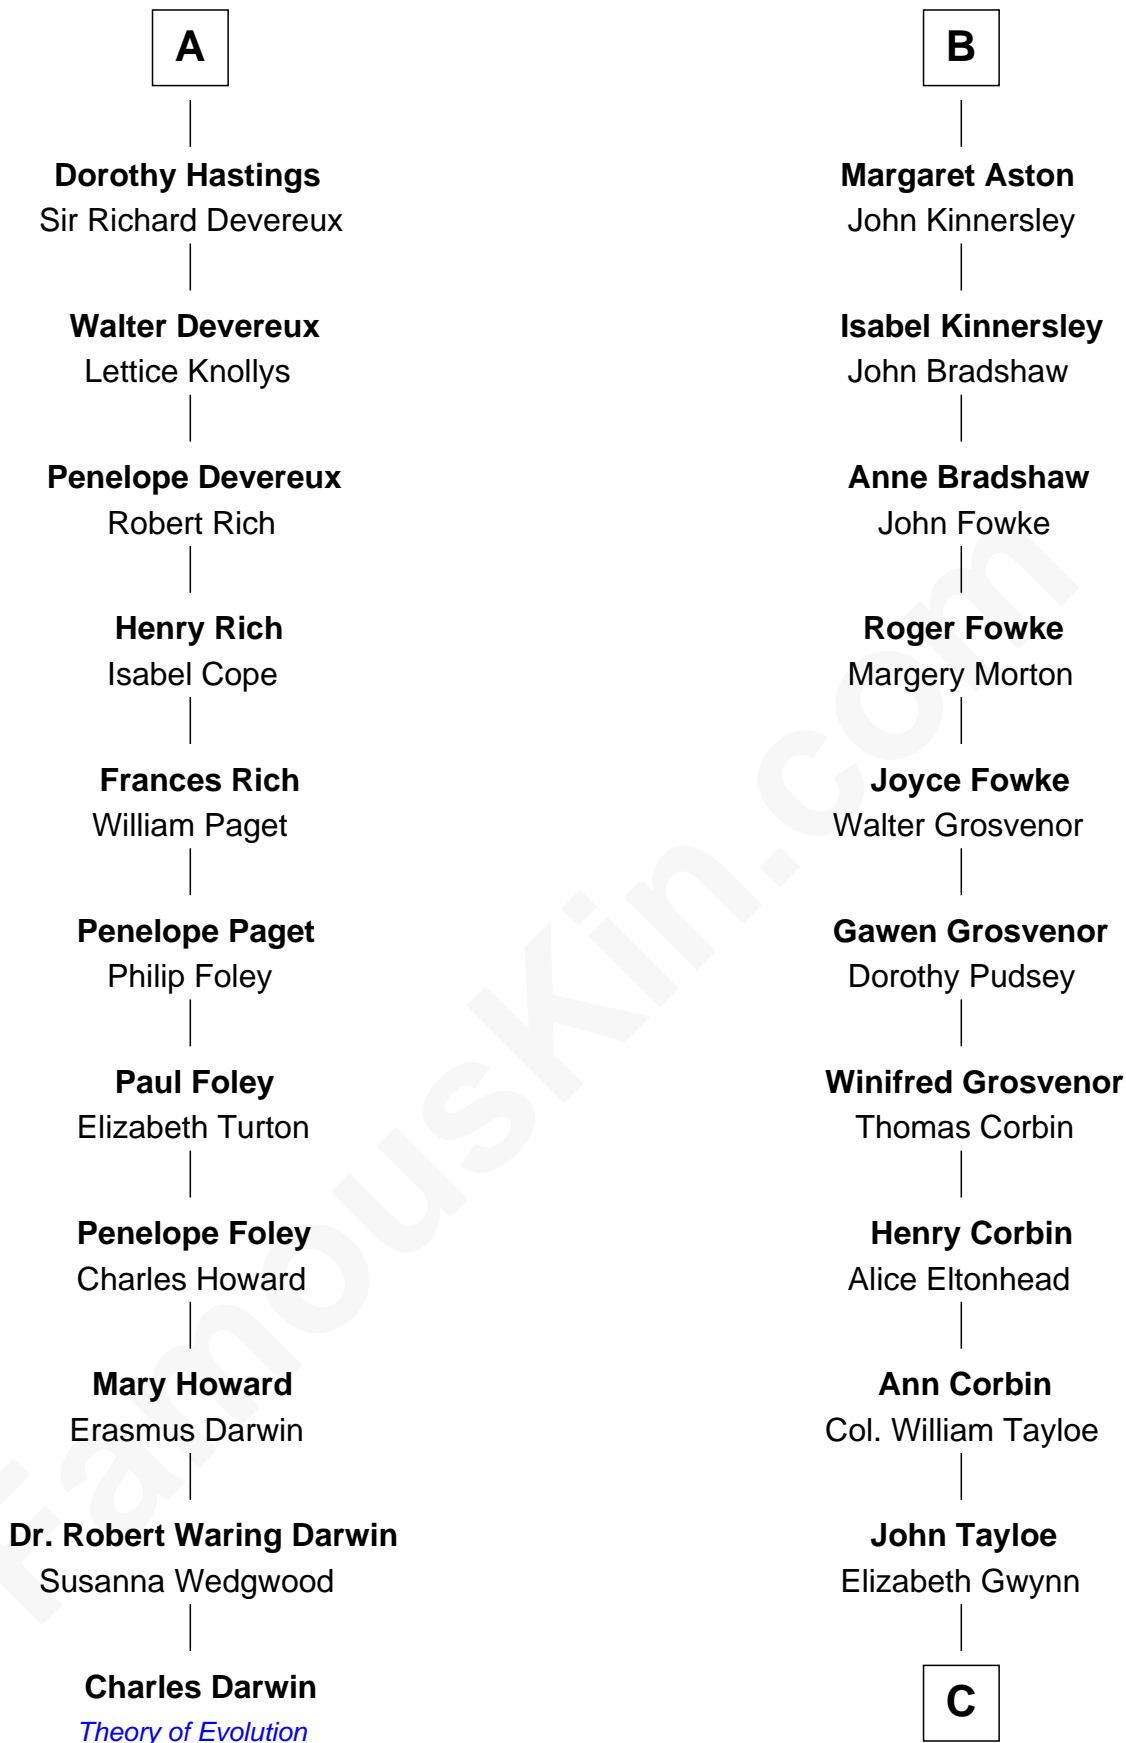 A
Dorothy Hastings
Sir Richard Devereux
Walter Devereux
Lettice Knollys
Penelope Devereux
Robert Rich
Henry Rich
Isabel Cope
Frances Rich
William Paget
Penelope Paget
Philip Foley
Paul Foley
Elizabeth Turton
Penelope Foley
Charles Howard
Mary Howard
Erasmus Darwin
Dr. Robert Waring Darwin
Susanna Wedgwood
Charles Darwin
Theory of Evolution
B
Margaret Aston
John Kinnersley
Isabel Kinnersley
John Bradshaw
Anne Bradshaw
John Fowke
Roger Fowke
Margery Morton
Joyce Fowke
Walter Grosvenor
Gawen Grosvenor
Dorothy Pudsey
Winifred Grosvenor
Thomas Corbin
Henry Corbin
Alice Eltonhead
Ann Corbin
Col. William Tayloe
John Tayloe
Elizabeth Gwynn
C
FamousKin.com